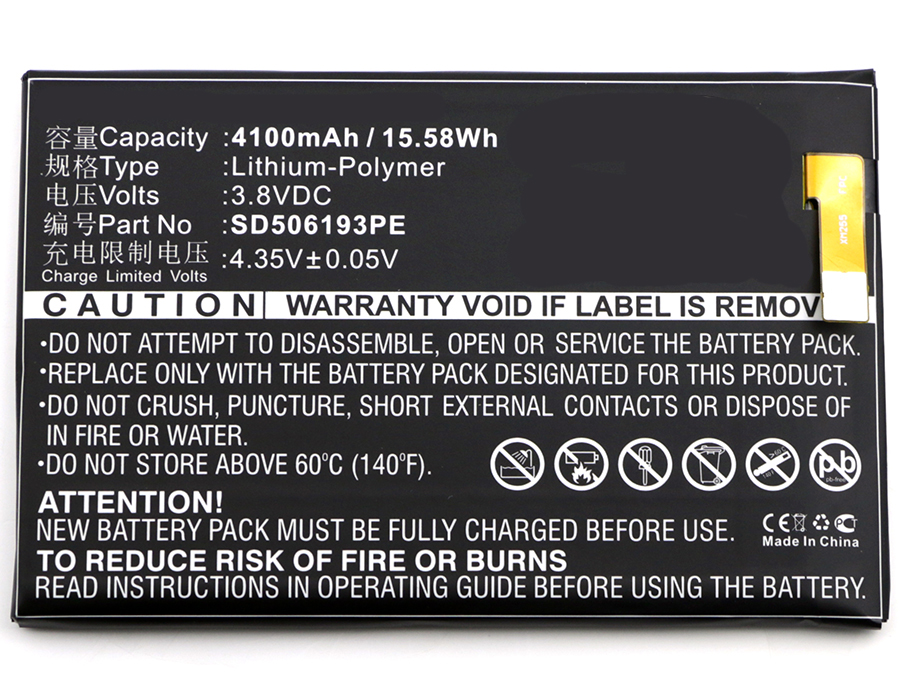 容量Capacity :4100mAh / 15.58Wh
规格Type :Lithium-Polymer
电压Volts :3.8VDC
编号Part No :SD506193PE
充电限制电压 :4.35V±0.05V
Charge Limited Volts
CAUTION WARRANTY VOID IF LABEL IS REMOV
•DO NOT ATTEMPT TO DISASSEMBLE, OPEN OR SERVICE THE BATTERY PACK.
•REPLACE ONLY WITH THE BATTERY PACK DESIGNATED FOR THIS PRODUCT.
•DO NOT CRUSH, PUNCTURE, SHORT EXTERNAL CONTACTS OR DISPOSE OF
IN FIRE OR WATER.
•DO NOT STORE ABOVE 60°C (140°F).
Pb
pb-free
ATTENTION!
NEW BATTERY PACK MUST BE FULLY CHARGED BEFORE USE.
CE
Made In China
TO REDUCE RISK OF FIRE OR BURNS
READ INSTRUCTIONS IN OPERATING GUIDE BEFORE USING THE BATTERY.